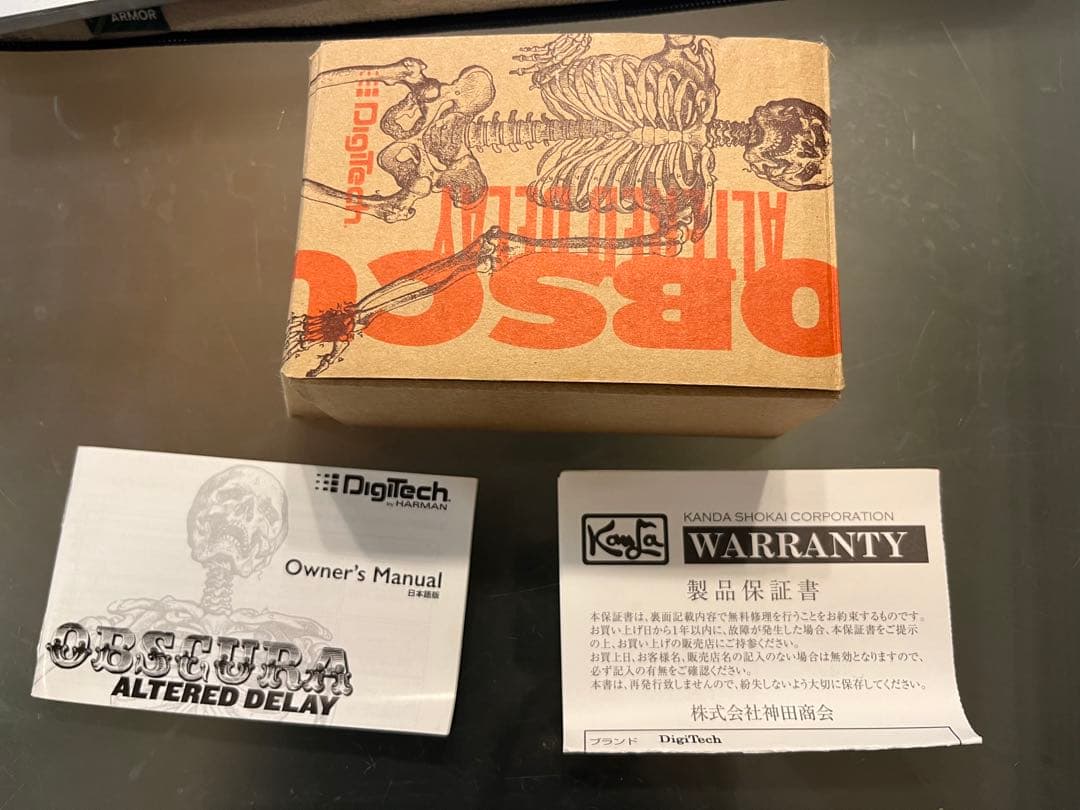 ARMOR
DigiTech
ALTERED DELAY
OBSCU
DigiTech
by HARMAN
Owner's Manual
日本語版
OBSCURA
ALTERED DELAY
Kanda
KANDA SHOKAI CORPORATION
WARRANTY
製品保証書
本保証書は、裏面記載内容で無料修理を行うことをお約束するものです。
お買い上げ日から1年以内に、故障が発生した場合、本保証書をご提示
の上、お買い上げの販売店にご持参ください。
お買上日、お客様名、販売店名の記入のない場合は無効となりますので、
必ず記入の有無をご確認ください。
本書は、再発行致しませんので、紛失しないよう大切に保存してください。
株式会社神田商会
ブランド DigiTech